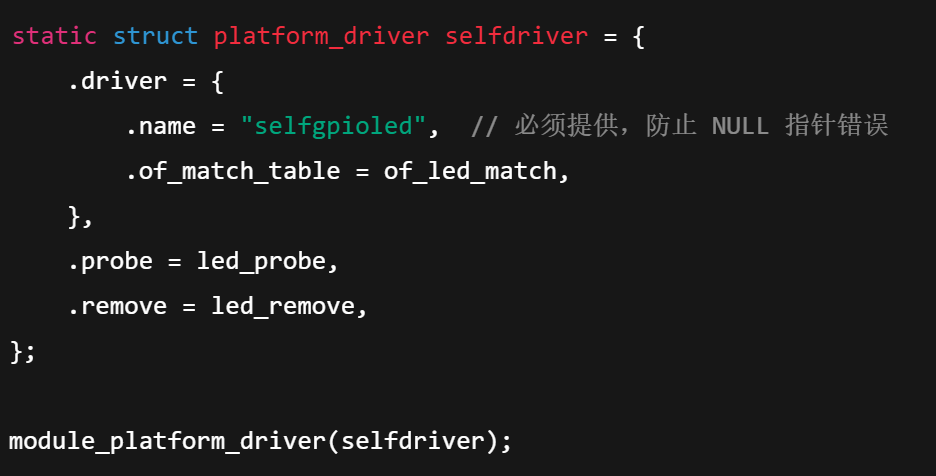 static struct platform_driver selfdriver = {
    .driver = {
        .name = "selfgpioled",  // 必须提供，防止 NULL 指针错误
        .of_match_table = of_led_match,
    },
    .probe = led_probe,
    .remove = led_remove,
};

module_platform_driver(selfdriver);